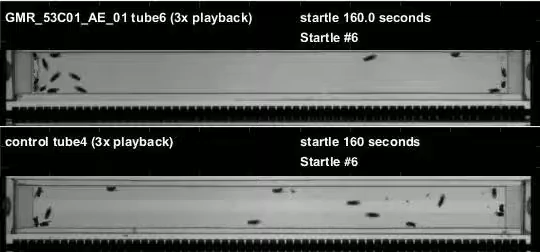 GMR_53C01_AE_01 tube6 (3x playback)
startle 160.0 seconds
Startle #6
control tube4 (3x playback)
startle 160 seconds
Startle #6